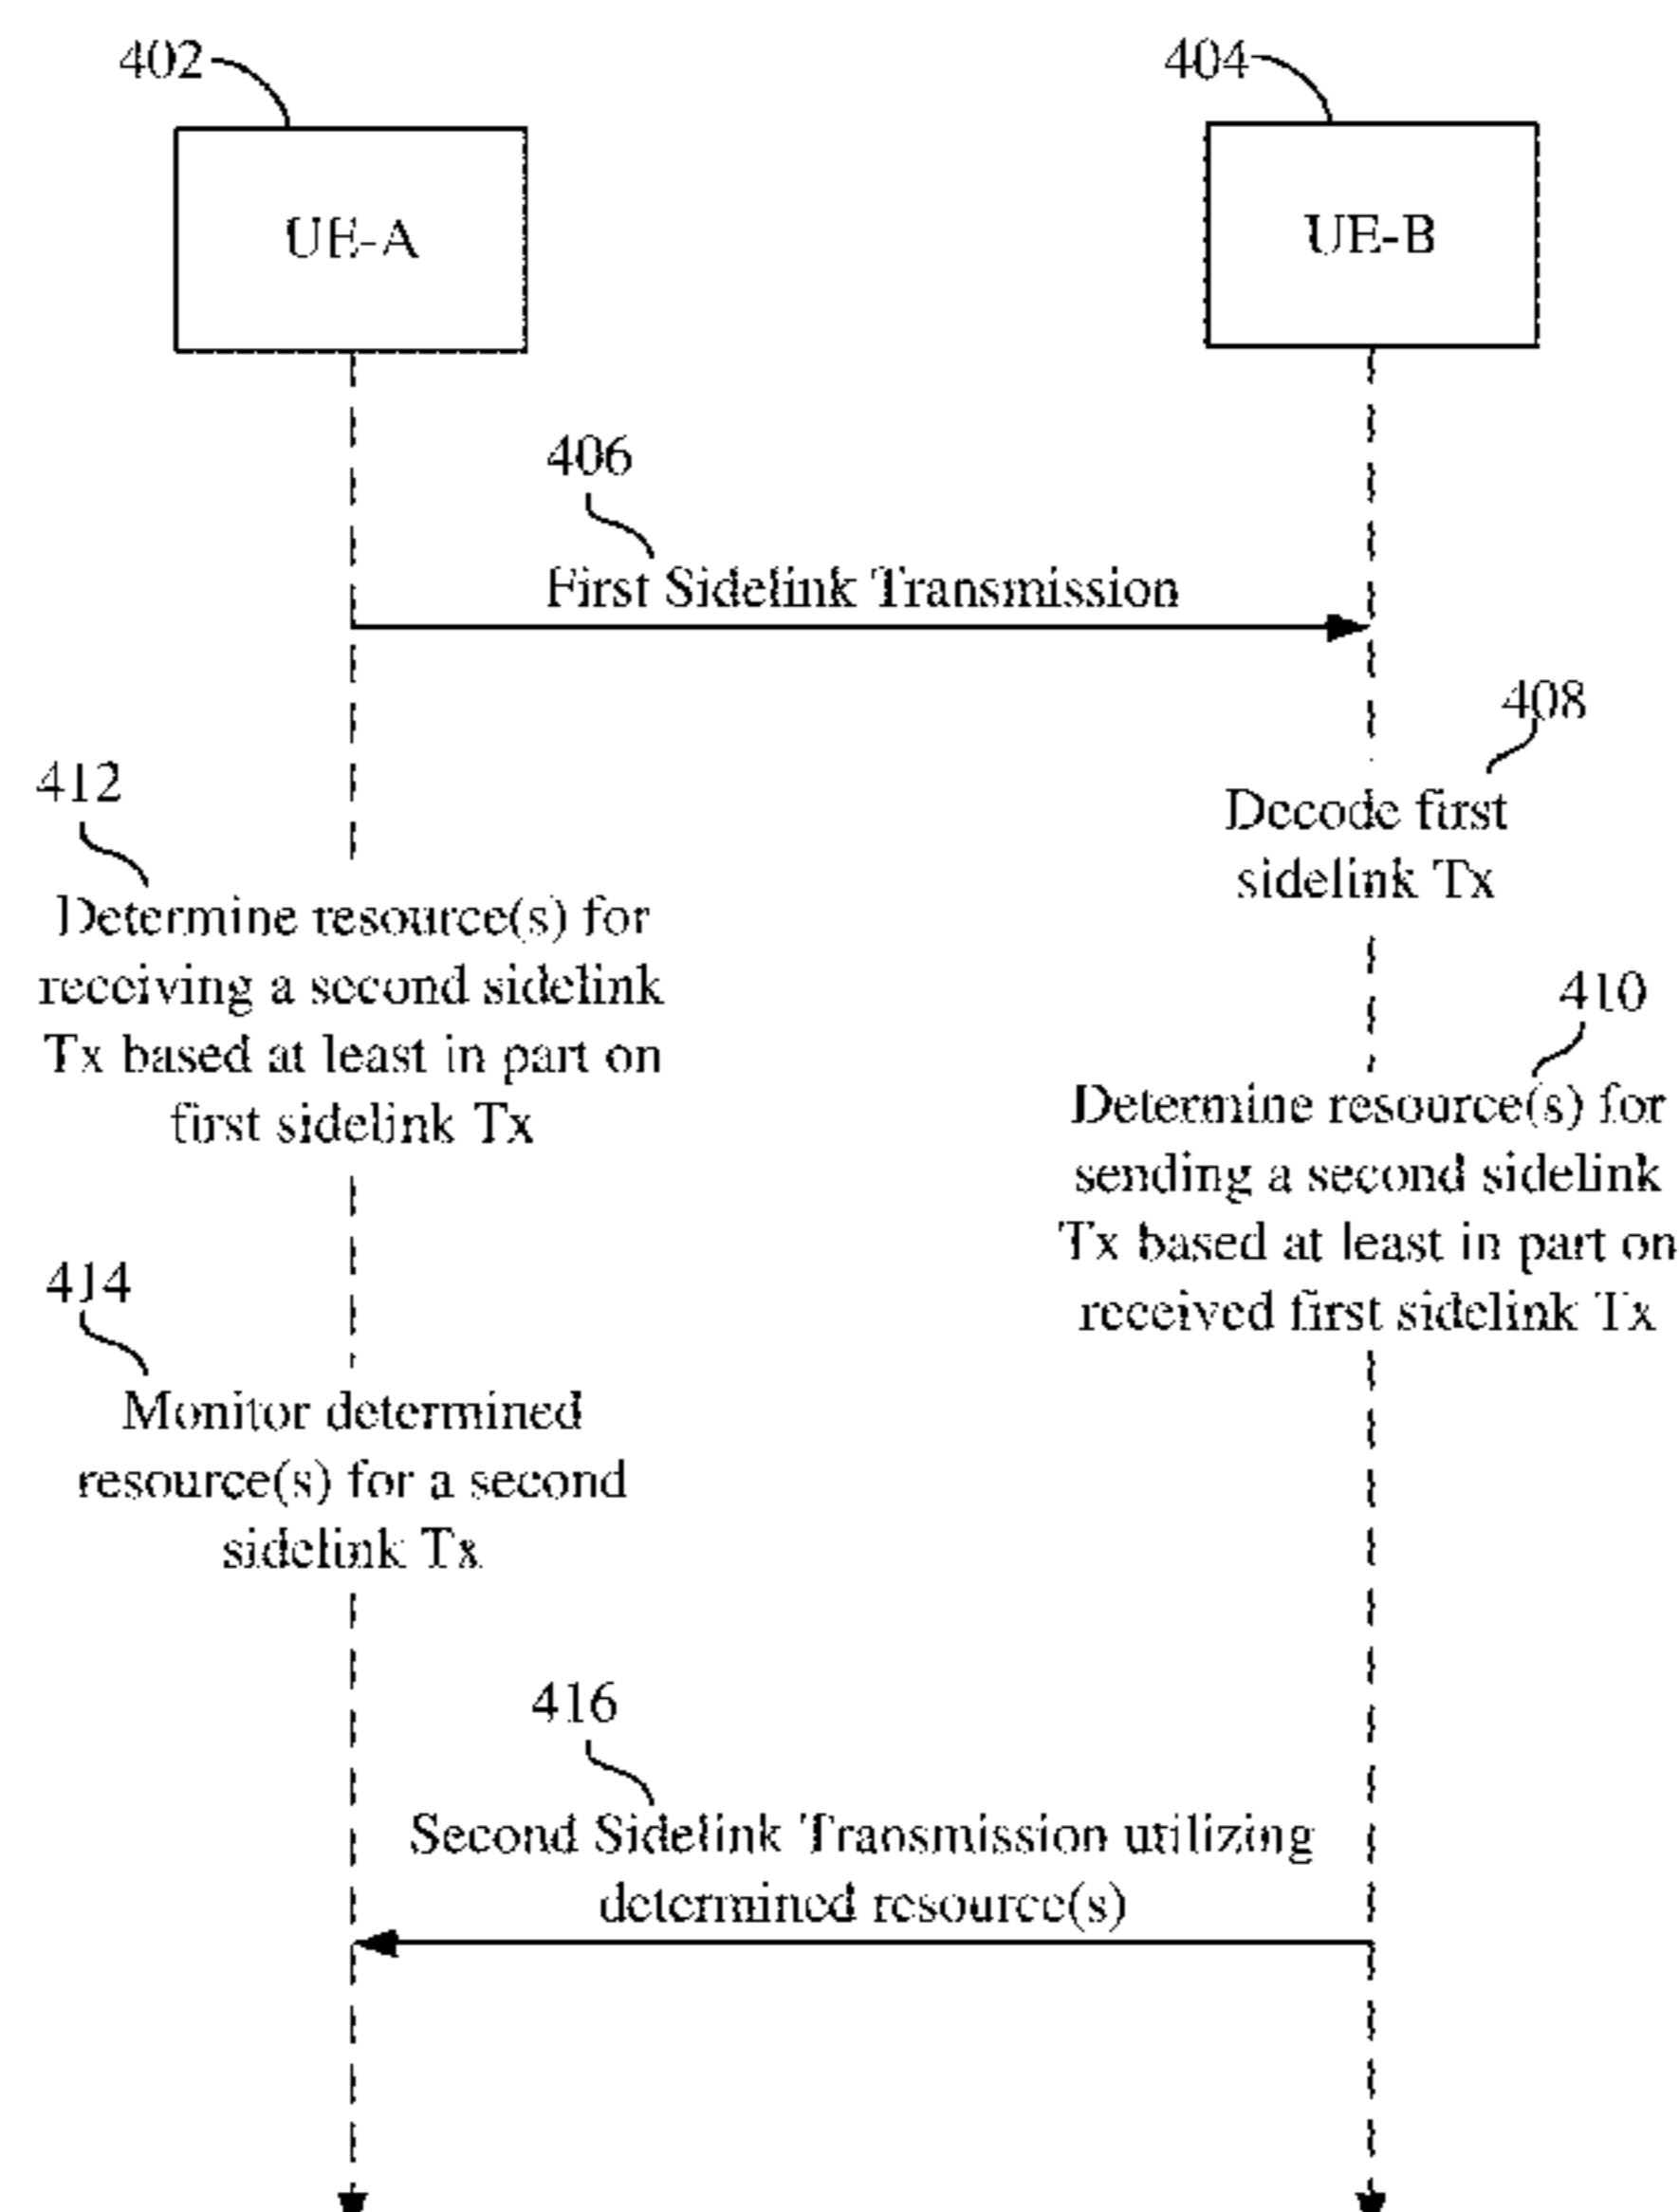 402
404
UE-A
UE-B
406
First Sidelink Transmission
408
Decode first
sidelink Tx
412
Determine resource(s) for
receiving a second sidelink
Tx based at least in part on
first sidelink Tx
410
Determine resource(s) for
sending a second sidelink
Tx based at least in part on
received first sidelink Tx
414
Monitor determined
resource(s) for a second
sidelink Tx
416
Second Sidelink Transmission utilizing
determined resource(s)